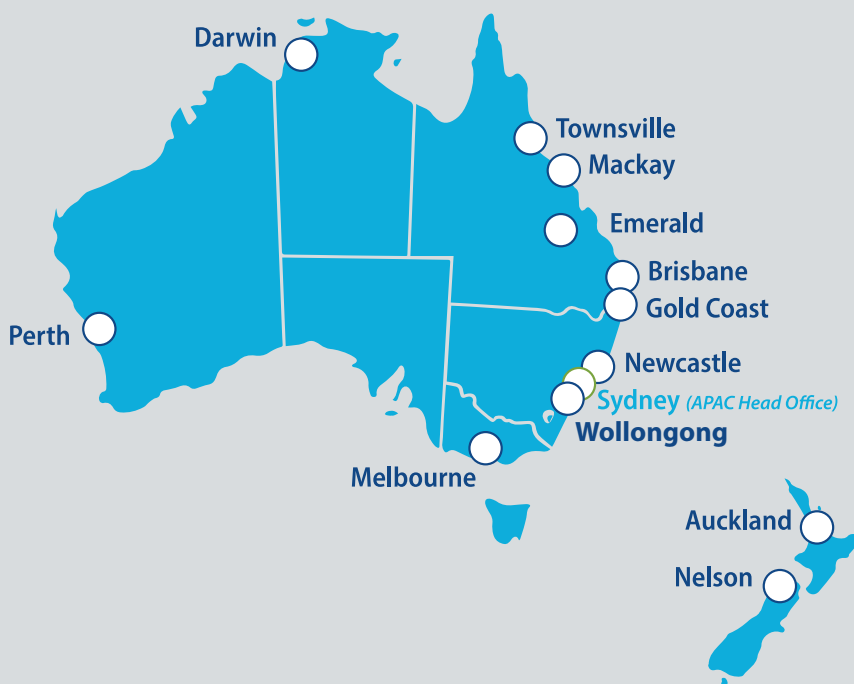 Darwin
Townsville
Mackay
Emerald
Brisbane
Gold Coast
Perth
Newcastle
Sydney (APAC Head Office)
Wollongong
Melbourne
Auckland
Nelson